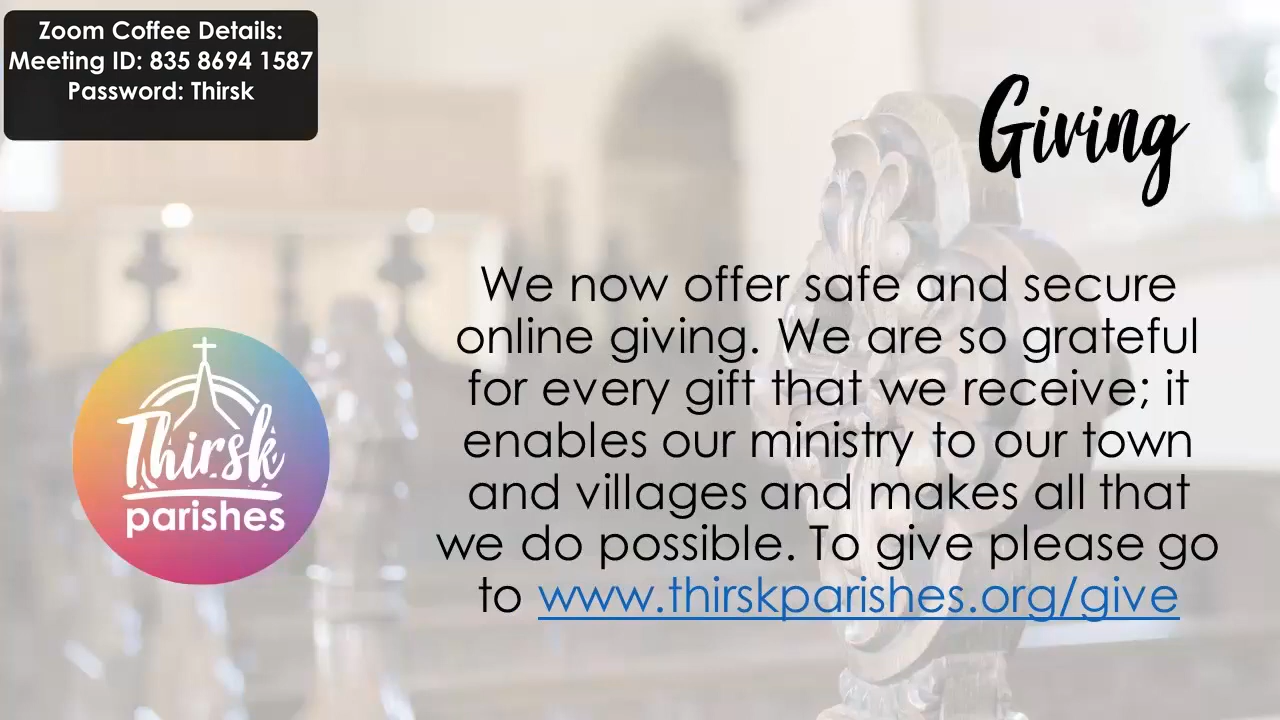 Zoom Coffee Details:
Meeting ID: 835 8694 1587
Password: Thirsk
Giving
We now offer safe and secure
online giving. We are so grateful
for every gift that we receive; it
enables our ministry to our town
and villages and makes all that
we do possible. To give please go
to www.thirskparishes.org/give
Thirsk
parishes